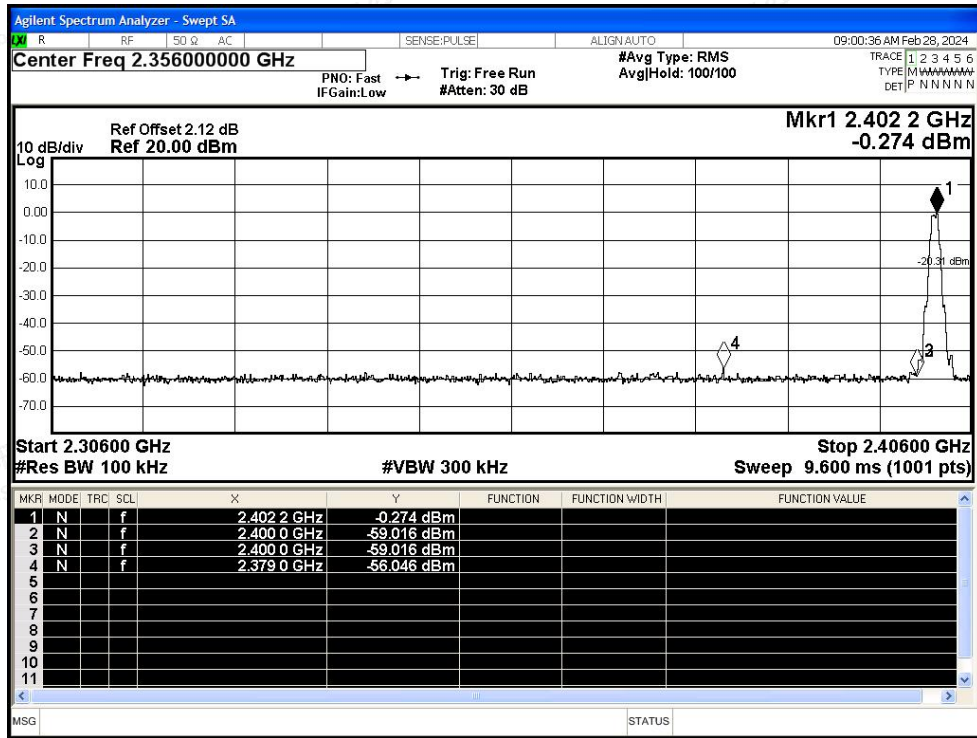 Agilent Spectrum Analyzer - Swept SA
LXI R RF 50 Ω AC SENSE:PULSE ALIGN AUTO 09:00:36 AM Feb 28, 2024
Center Freq 2.356000000 GHz
PNO: Fast
IFGain:Low
Trig: Free Run
#Atten: 30 dB
#Avg Type: RMS
Avg|Hold: 100/100
TRACE 1 2 3 4 5 6
TYPE M WWWWW
DET P N N N N N
Mkr1 2.402 2 GHz
-0.274 dBm
Ref Offset 2.12 dB
10 dB/div Ref 20.00 dBm
Log
10.0
0.00
-10.0
-20.0
-30.0
-40.0
-50.0
-60.0
-70.0
1
-20.31 dBm
4
Start 2.30600 GHz Stop 2.40600 GHz
#Res BW 100 kHz #VBW 300 kHz Sweep 9.600 ms (1001 pts)
MKR MODE TRC SCL X Y FUNCTION FUNCTION WIDTH FUNCTION VALUE
1 N f 2.402 2 GHz -0.274 dBm
2 N f 2.400 0 GHz -59.016 dBm
3 N f 2.400 0 GHz -59.016 dBm
4 N f 2.379 0 GHz -56.046 dBm
5
6
7
8
9
10
11
MSG STATUS